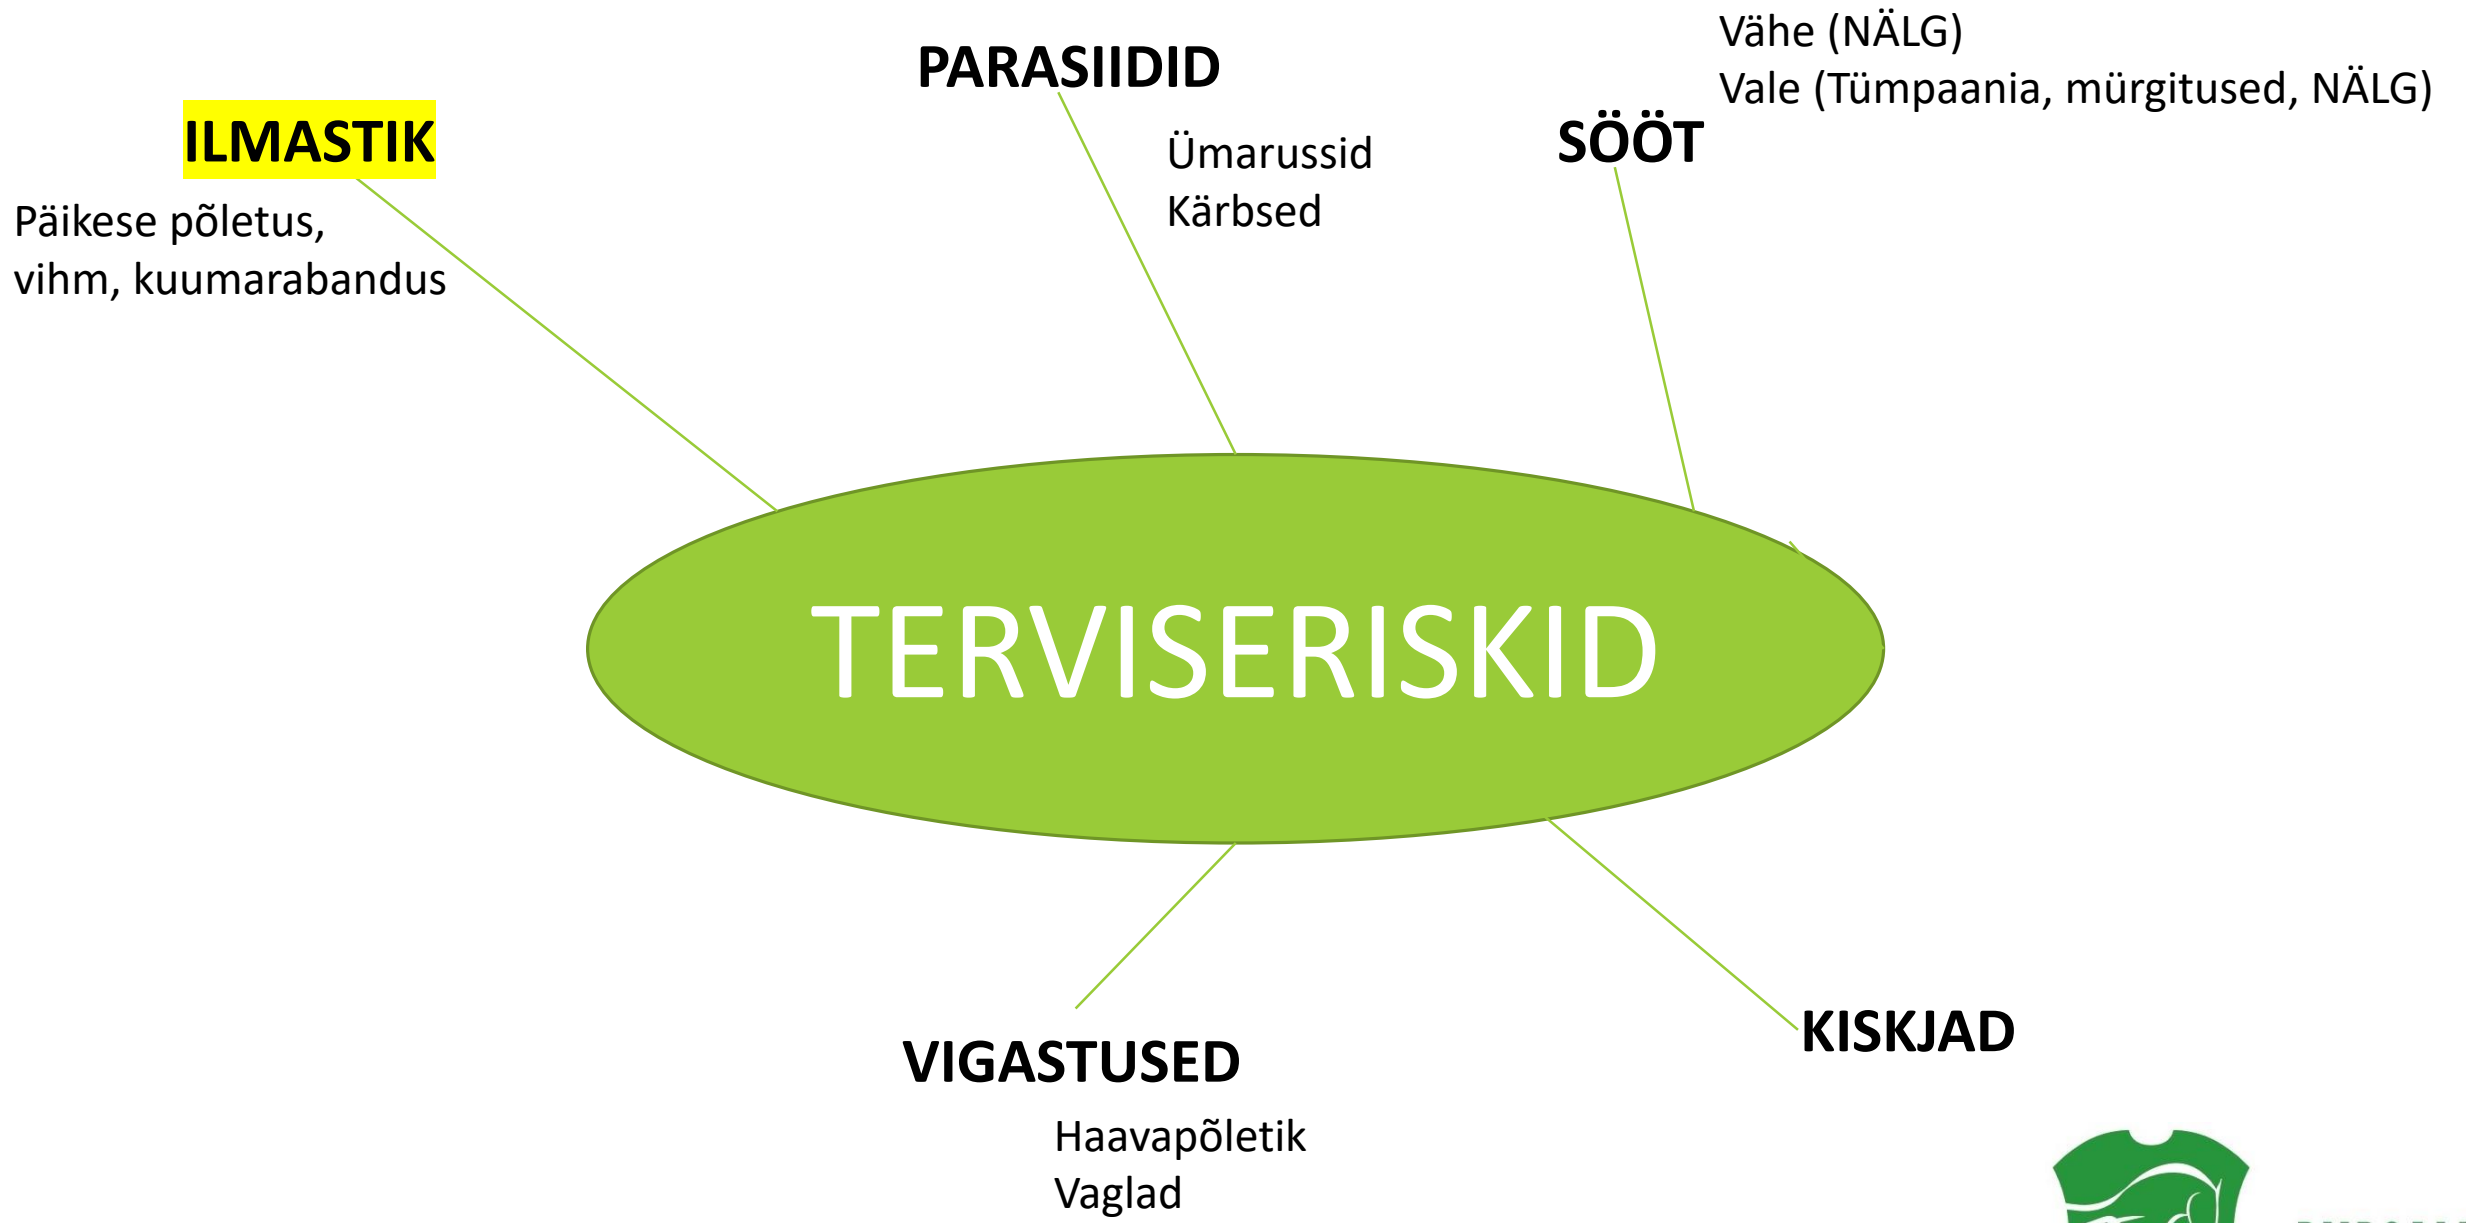 Vähe (NÄLG)
Vale (Tümpaania, mürgitused, NÄLG)
PARASIIDID
ILMASTIK
SÖÖT
Ümarussid
Kärbsed
Päikese põletus,
vihm, kuumarabandus
TERVISERISKID
KISKJAD
VIGASTUSED
Haavapõletik
Vaglad